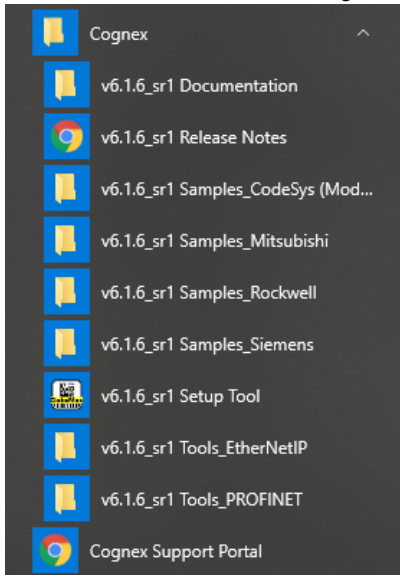 Cognex
v6.1.6_sr1 Documentation
v6.1.6_sr1 Release Notes
v6.1.6_sr1 Samples_CodeSys (Mod...
v6.1.6_sr1 Samples_Mitsubishi
v6.1.6_sr1 Samples_Rockwell
v6.1.6_sr1 Samples_Siemens
v6.1.6_sr1 Setup Tool
v6.1.6_sr1 Tools_EtherNetIP
v6.1.6_sr1 Tools_PROFINET
Cognex Support Portal